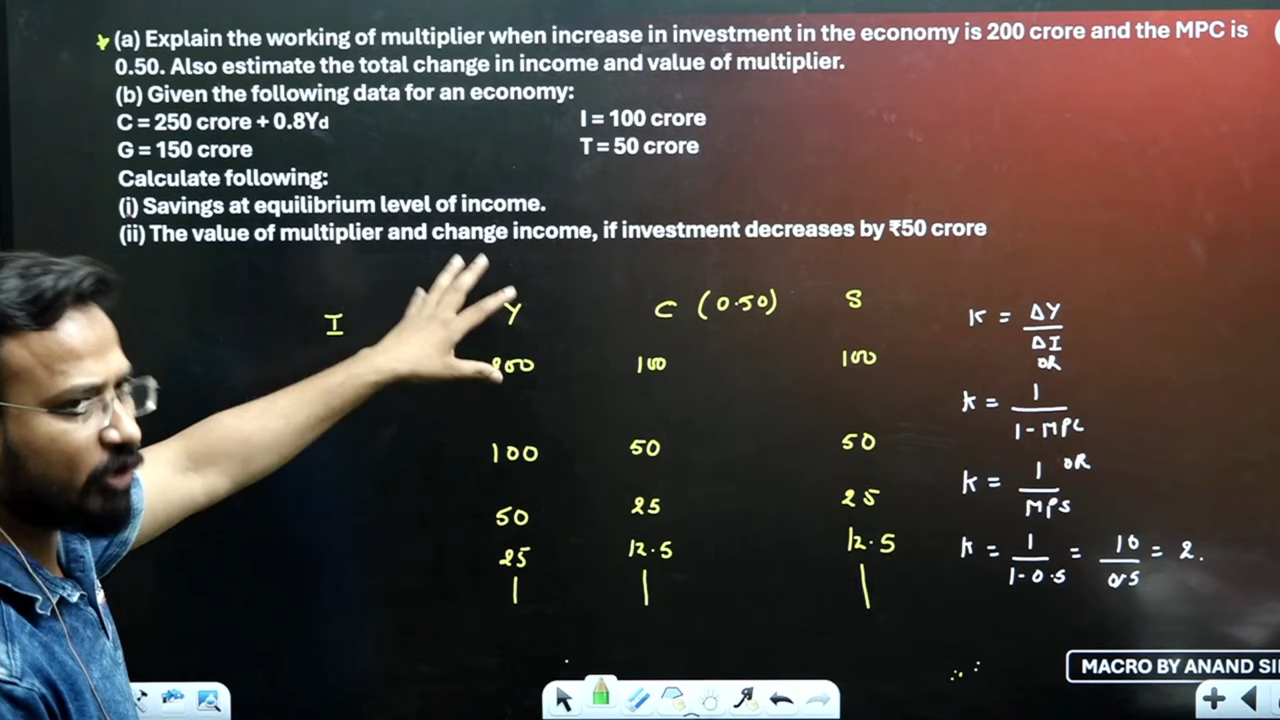 (a) Explain the working of multiplier when increase in investment in the economy is 200 crore and the MPC is
0.50. Also estimate the total change in income and value of multiplier.
(b) Given the following data for an economy:
C = 250 crore + 0.8Yd
I = 100 crore
G = 150 crore
T = 50 crore
Calculate following:
(i) Savings at equilibrium level of income.
(ii) The value of multiplier and change income, if investment decreases by ₹50 crore
I Y C (0.50) S
200 100 100
100 50 50
50 25 25
25 12.5 12.5
K = ΔY / ΔI
OR
K = 1 / 1 - MPC
OR
K = 1 / MPS
K = 1 / 1 - 0.5 = 10 / 05 = 2.
MACRO BY ANAND